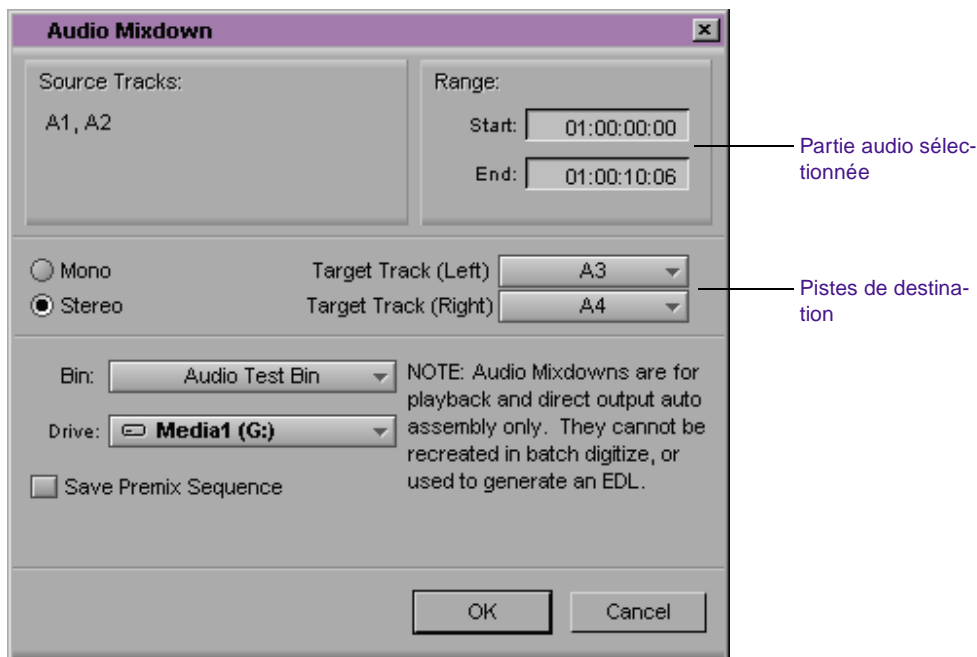 Audio Mixdown
Source Tracks:
A1, A2
Range:
Start: 01:00:00:00
End: 01:00:10:06
Partie audio sélec-
tionnée
Mono
Stereo
Target Track (Left) A3
Target Track (Right) A4
Pistes de destina-
tion
Bin: Audio Test Bin
Drive: Media1 (G:)
Save Premix Sequence
NOTE: Audio Mixdowns are for
playback and direct output auto
assembly only. They cannot be
recreated in batch digitize, or
used to generate an EDL.
OK
Cancel